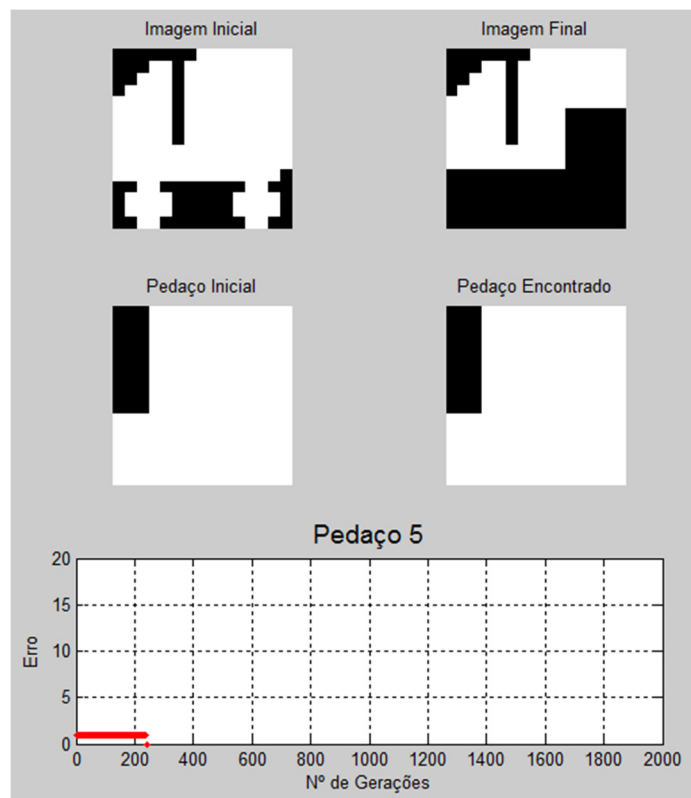 Imagem Inicial
Imagem Final
Pedaço Inicial
Pedaço Encontrado
Pedaço 5
20
15
10
5
0
Erro
0 200 400 600 800 1000 1200 1400 1600 1800 2000
Nº de Gerações